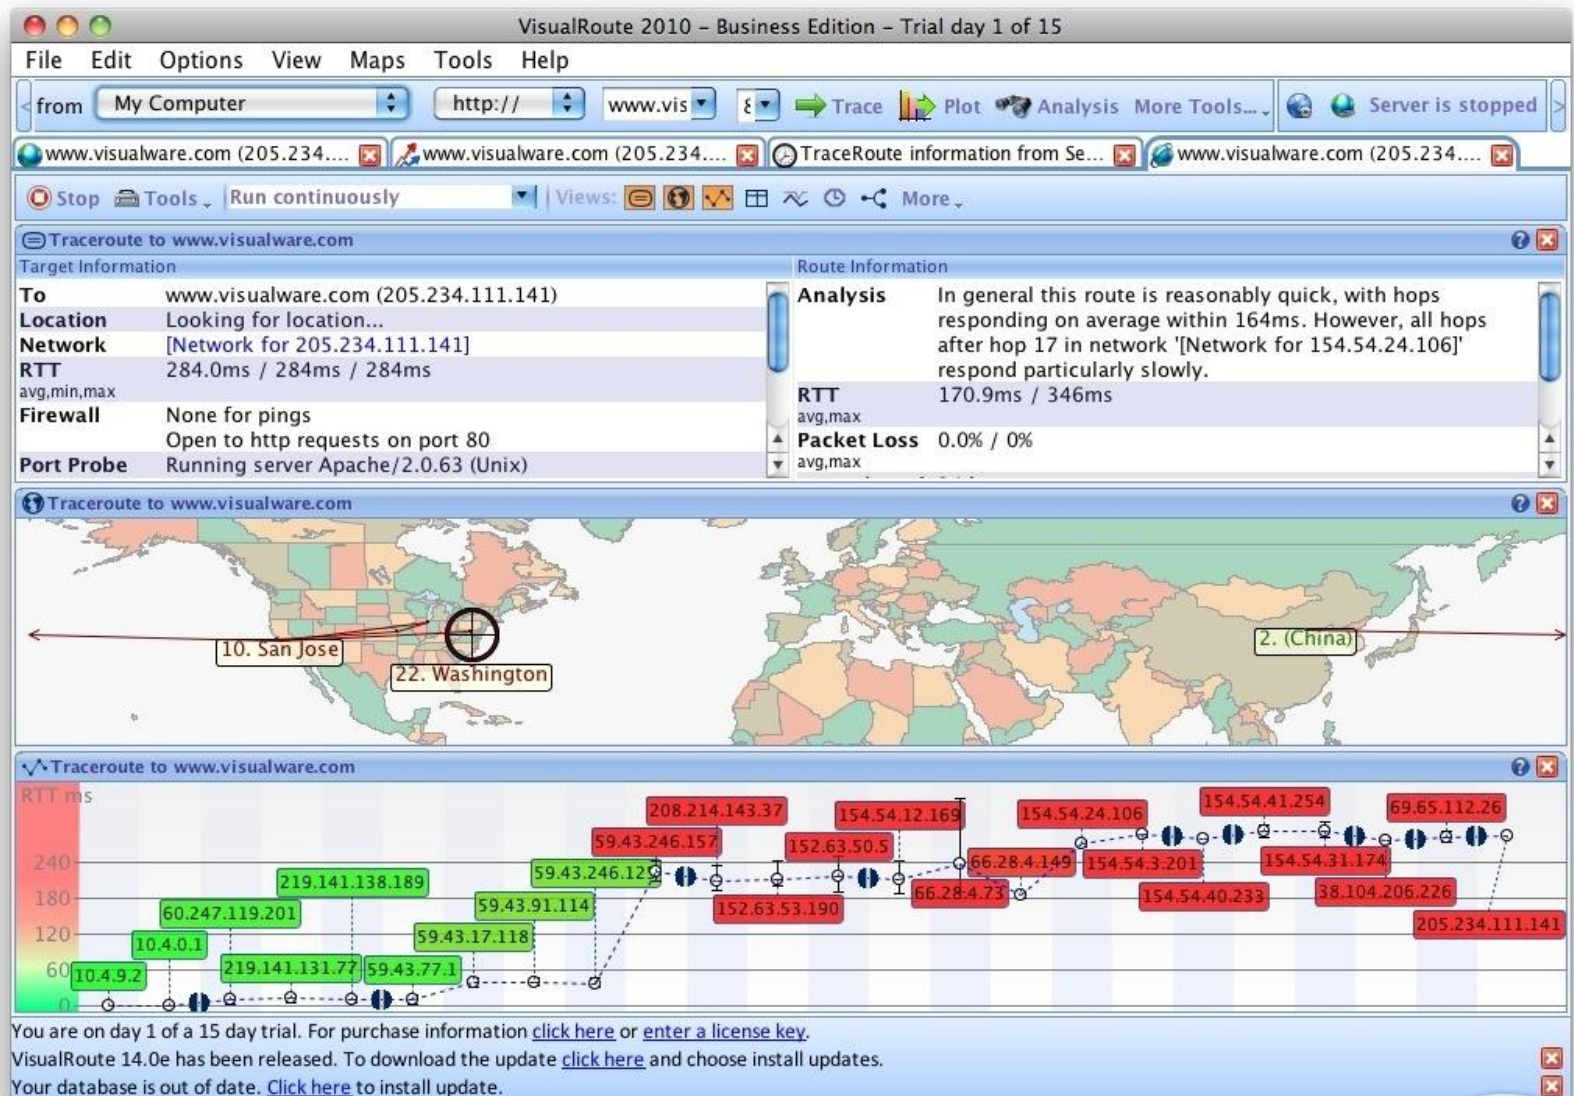 VisualRoute 2010 – Business Edition – Trial day 1 of 15
File Edit Options View Maps Tools Help
from My Computer http:// www.vis Trace Plot Analysis More Tools... Server is stopped
www.visualware.com (205.234.... www.visualware.com (205.234.... TraceRoute information from Se... www.visualware.com (205.234....
Stop Tools Run continuously Views: More
Traceroute to www.visualware.com
Target Information
To www.visualware.com (205.234.111.141)
Location Looking for location...
Network [Network for 205.234.111.141]
RTT 284.0ms / 284ms / 284ms
avg,min,max
Firewall None for pings
Open to http requests on port 80
Port Probe Running server Apache/2.0.63 (Unix)
Route Information
Analysis In general this route is reasonably quick, with hops
responding on average within 164ms. However, all hops
after hop 17 in network '[Network for 154.54.24.106]'
respond particularly slowly.
RTT 170.9ms / 346ms
avg,max
Packet Loss 0.0% / 0%
avg,max
Traceroute to www.visualware.com
10. San Jose
22. Washington
2. (China)
Traceroute to www.visualware.com
RTT ms
240
180
120
60
0
10.4.9.2
10.4.0.1
60.247.119.201
219.141.131.77
219.141.138.189
59.43.77.1
59.43.17.118
59.43.91.114
59.43.246.12
59.43.246.157
208.214.143.37
152.63.53.190
152.63.50.5
154.54.12.169
66.28.4.73
66.28.4.149
154.54.24.106
154.54.3.201
154.54.40.233
154.54.41.254
154.54.31.174
38.104.206.226
69.65.112.26
205.234.111.141
You are on day 1 of a 15 day trial. For purchase information click here or enter a license key.
VisualRoute 14.0e has been released. To download the update click here and choose install updates.
Your database is out of date. Click here to install update.